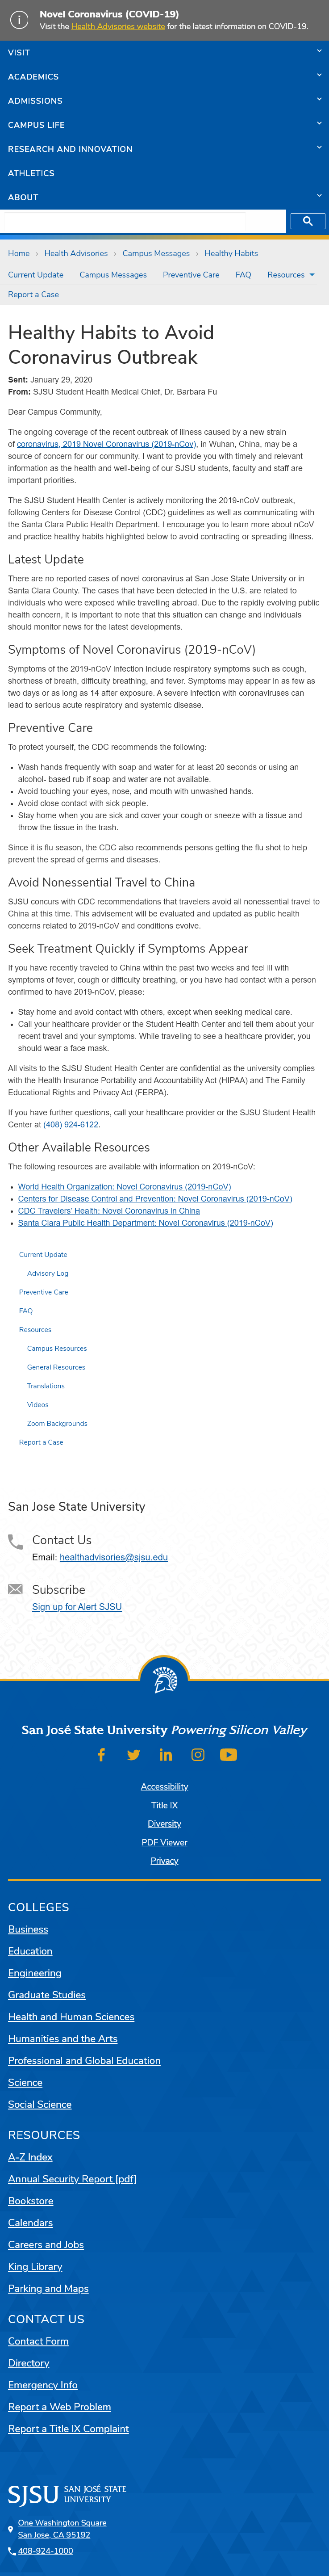 Novel Coronavirus (COVID-19)
Visit the Health Advisories website for the latest information on COVID-19.
VISIT
ACADEMICS
ADMISSIONS
CAMPUS LIFE
RESEARCH AND INNOVATION
ATHLETICS
ABOUT
Home › Health Advisories › Campus Messages › Healthy Habits
Current Update Campus Messages Preventive Care FAQ Resources
Report a Case
Healthy Habits to Avoid
Coronavirus Outbreak
Sent: January 29, 2020
From: SJSU Student Health Medical Chief, Dr. Barbara Fu
Dear Campus Community,
The ongoing coverage of the recent outbreak of illness caused by a new strain
of coronavirus, 2019 Novel Coronavirus (2019-nCov), in Wuhan, China, may be a
source of concern for our community. I want to provide you with timely and relevant
information as the health and well-being of our SJSU students, faculty and staff are
important priorities.
The SJSU Student Health Center is actively monitoring the 2019-nCOV outbreak,
following Centers for Disease Control (CDC) guidelines as well as communicating with
the Santa Clara Public Health Department. I encourage you to learn more about nCoV
and practice healthy habits highlighted below to avoid contracting or spreading illness.
Latest Update
There are no reported cases of novel coronavirus at San Jose State University or in
Santa Clara County. The cases that have been detected in the U.S. are related to
individuals who were exposed while travelling abroad. Due to the rapidly evolving public
health concern, it is important to note that this situation can change and individuals
should monitor news for the latest developments.
Symptoms of Novel Coronavirus (2019-nCoV)
Symptoms of the 2019-nCoV infection include respiratory symptoms such as cough,
shortness of breath, difficulty breathing, and fever. Symptoms may appear in as few as
two days or as long as 14 after exposure. A severe infection with coronaviruses can
lead to serious acute respiratory and systemic disease.
Preventive Care
To protect yourself, the CDC recommends the following:
• Wash hands frequently with soap and water for at least 20 seconds or using an
alcohol- based rub if soap and water are not available.
• Avoid touching your eyes, nose, and mouth with unwashed hands.
• Avoid close contact with sick people.
• Stay home when you are sick and cover your cough or sneeze with a tissue and
throw the tissue in the trash.
Since it is flu season, the CDC also recommends persons getting the flu shot to help
prevent the spread of germs and diseases.
Avoid Nonessential Travel to China
SJSU concurs with CDC recommendations that travelers avoid all nonessential travel to
China at this time. This advisement will be evaluated and updated as public health
concerns related to 2019-nCoV and conditions evolve.
Seek Treatment Quickly if Symptoms Appear
If you have recently traveled to China within the past two weeks and feel ill with
symptoms of fever, cough or difficulty breathing, or you have had contact with a person
confirmed to have 2019-nCoV, please:
• Stay home and avoid contact with others, except when seeking medical care.
• Call your healthcare provider or the Student Health Center and tell them about your
recent travel and your symptoms. While traveling to see a healthcare provider, you
should wear a face mask.
All visits to the SJSU Student Health Center are confidential as the university complies
with the Health Insurance Portability and Accountability Act (HIPAA) and The Family
Educational Rights and Privacy Act (FERPA).
If you have further questions, call your healthcare provider or the SJSU Student Health
Center at (408) 924-6122.
Other Available Resources
The following resources are available with information on 2019-nCoV:
• World Health Organization: Novel Coronavirus (2019-nCoV)
• Centers for Disease Control and Prevention: Novel Coronavirus (2019-nCoV)
• CDC Travelers' Health: Novel Coronavirus in China
• Santa Clara Public Health Department: Novel Coronavirus (2019-nCoV)
Current Update
Advisory Log
Preventive Care
FAQ
Resources
Campus Resources
General Resources
Translations
Videos
Zoom Backgrounds
Report a Case
San Jose State University
Contact Us
Email: healthadvisories@sjsu.edu
Subscribe
Sign up for Alert SJSU
San José State University Powering Silicon Valley
Accessibility
Title IX
Diversity
PDF Viewer
Privacy
COLLEGES
Business
Education
Engineering
Graduate Studies
Health and Human Sciences
Humanities and the Arts
Professional and Global Education
Science
Social Science
RESOURCES
A-Z Index
Annual Security Report [pdf]
Bookstore
Calendars
Careers and Jobs
King Library
Parking and Maps
CONTACT US
Contact Form
Directory
Emergency Info
Report a Web Problem
Report a Title IX Complaint
SJSU SAN JOSÉ STATE
UNIVERSITY
One Washington Square
San Jose, CA 95192
408-924-1000